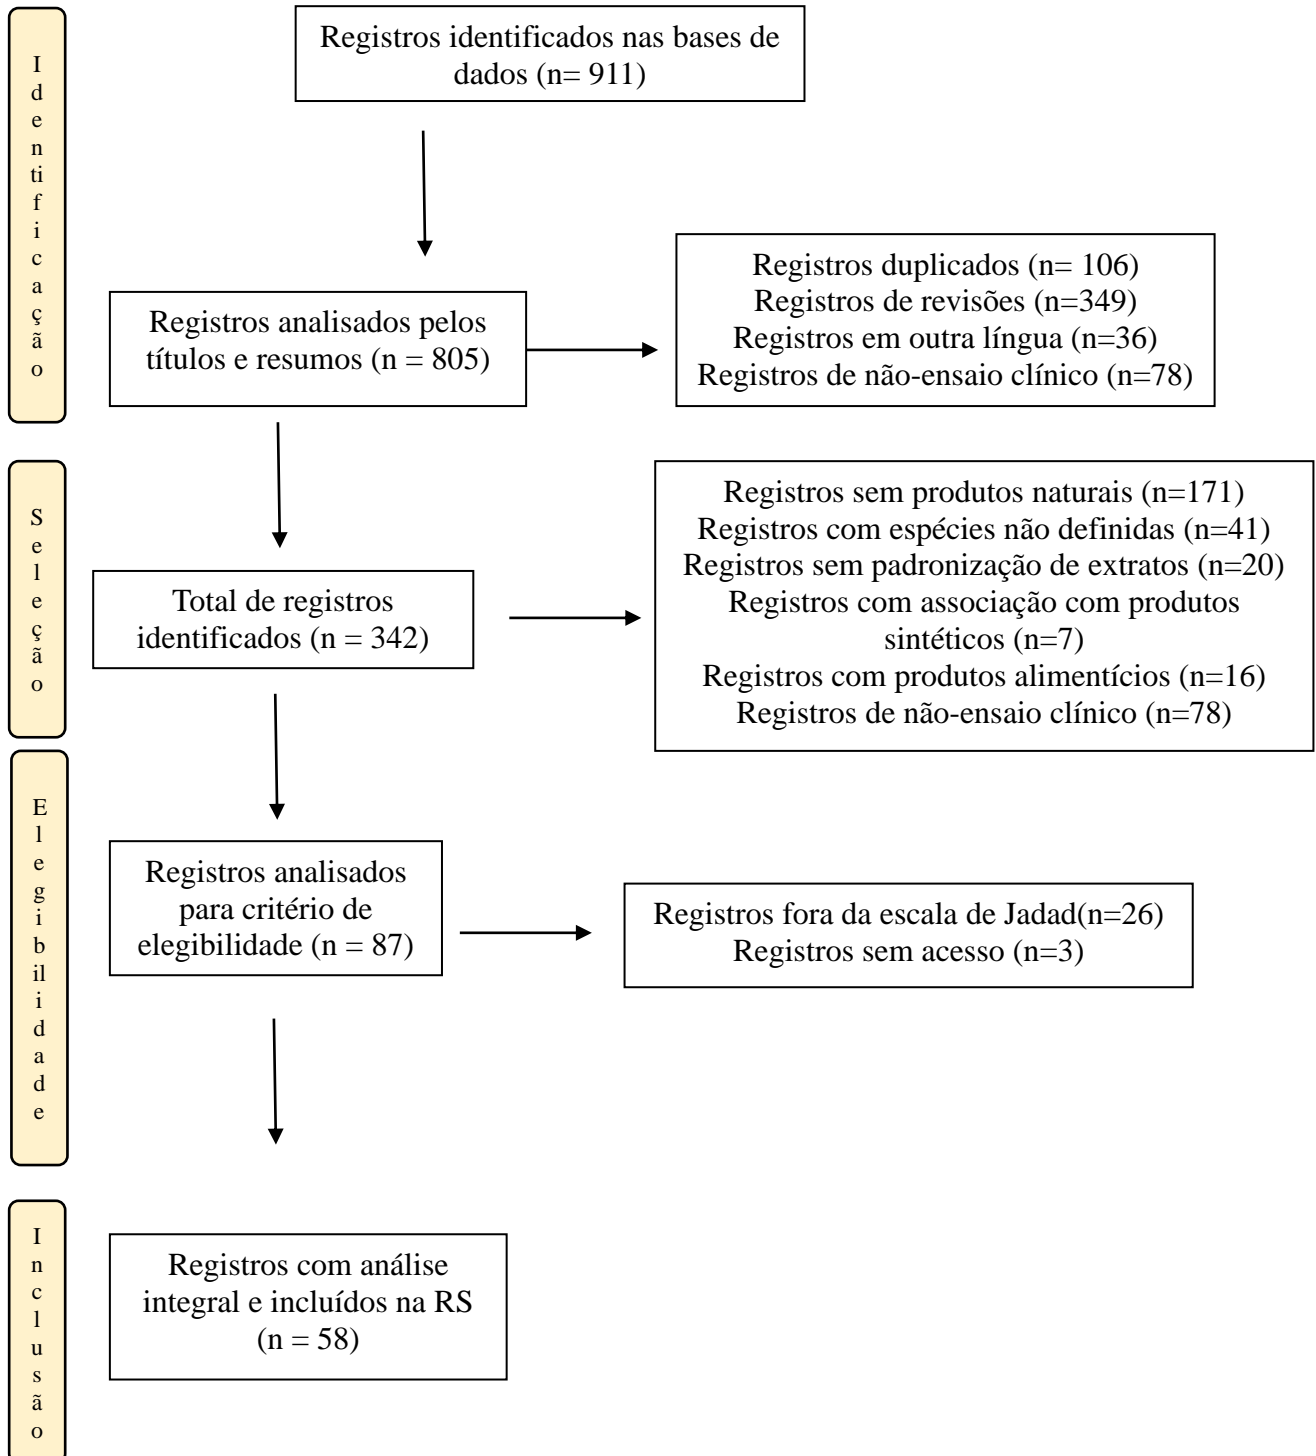 Identificação
Registros identificados nas bases de
dados (n= 911)
Registros analisados pelos
títulos e resumos (n = 805)
Registros duplicados (n= 106)
Registros de revisões (n=349)
Registros em outra língua (n=36)
Registros de não-ensaio clínico (n=78)
Seleção
Total de registros
identificados (n = 342)
Registros sem produtos naturais (n=171)
Registros com espécies não definidas (n=41)
Registros sem padronização de extratos (n=20)
Registros com associação com produtos
sintéticos (n=7)
Registros com produtos alimentícios (n=16)
Registros de não-ensaio clínico (n=78)
Elegibilidade
Registros analisados
para critério de
elegibilidade (n = 87)
Registros fora da escala de Jadad(n=26)
Registros sem acesso (n=3)
Inclusão
Registros com análise
integral e incluídos na RS
(n = 58)